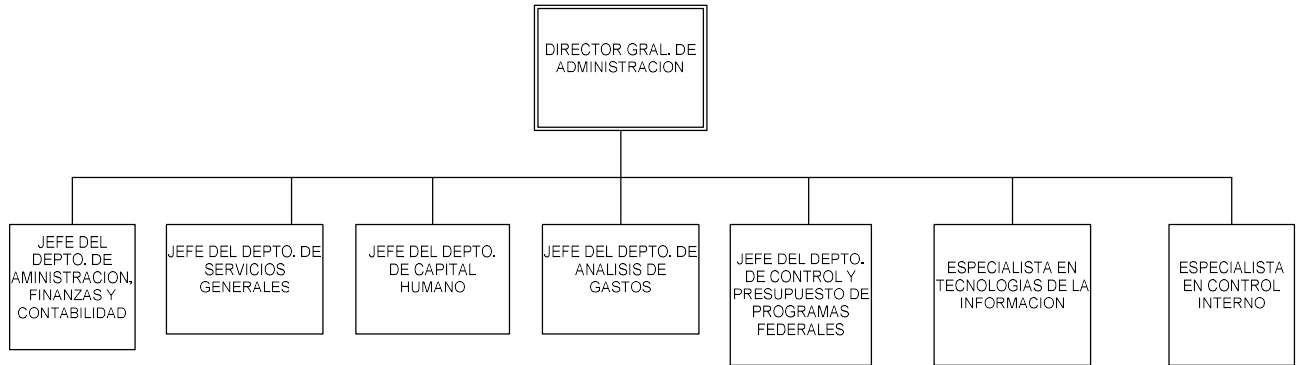 DIRECTOR GRAL. DE
ADMINISTRACION
JEFE DEL
DEPTO. DE
AMINISTRACION,
FINANZAS Y
CONTABILIDAD
JEFE DEL DEPTO. DE
SERVICIOS
GENERALES
JEFE DEL DEPTO.
DE CAPITAL
HUMANO
JEFE DEL DEPTO. DE
ANALISIS DE
GASTOS
JEFE DEL DEPTO.
DE CONTROL Y
PRESUPUESTO DE
PROGRAMAS
FEDERALES
ESPECIALISTA EN
TECNOLOGIAS DE LA
INFORMACION
ESPECIALISTA
EN CONTROL
INTERNO